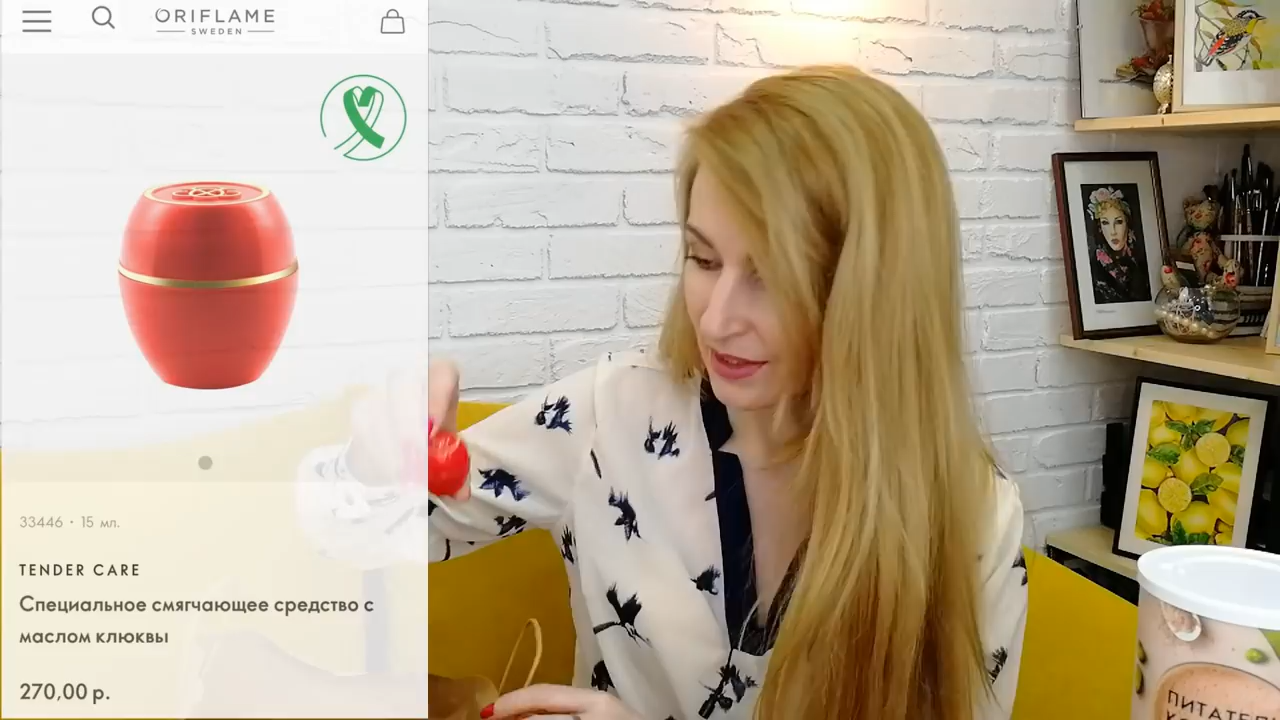 ORIFLAME
SWEDEN
33446 • 15 мл.
TENDER CARE
Специальное смягчающее средство с
маслом клюквы
270,00 р.